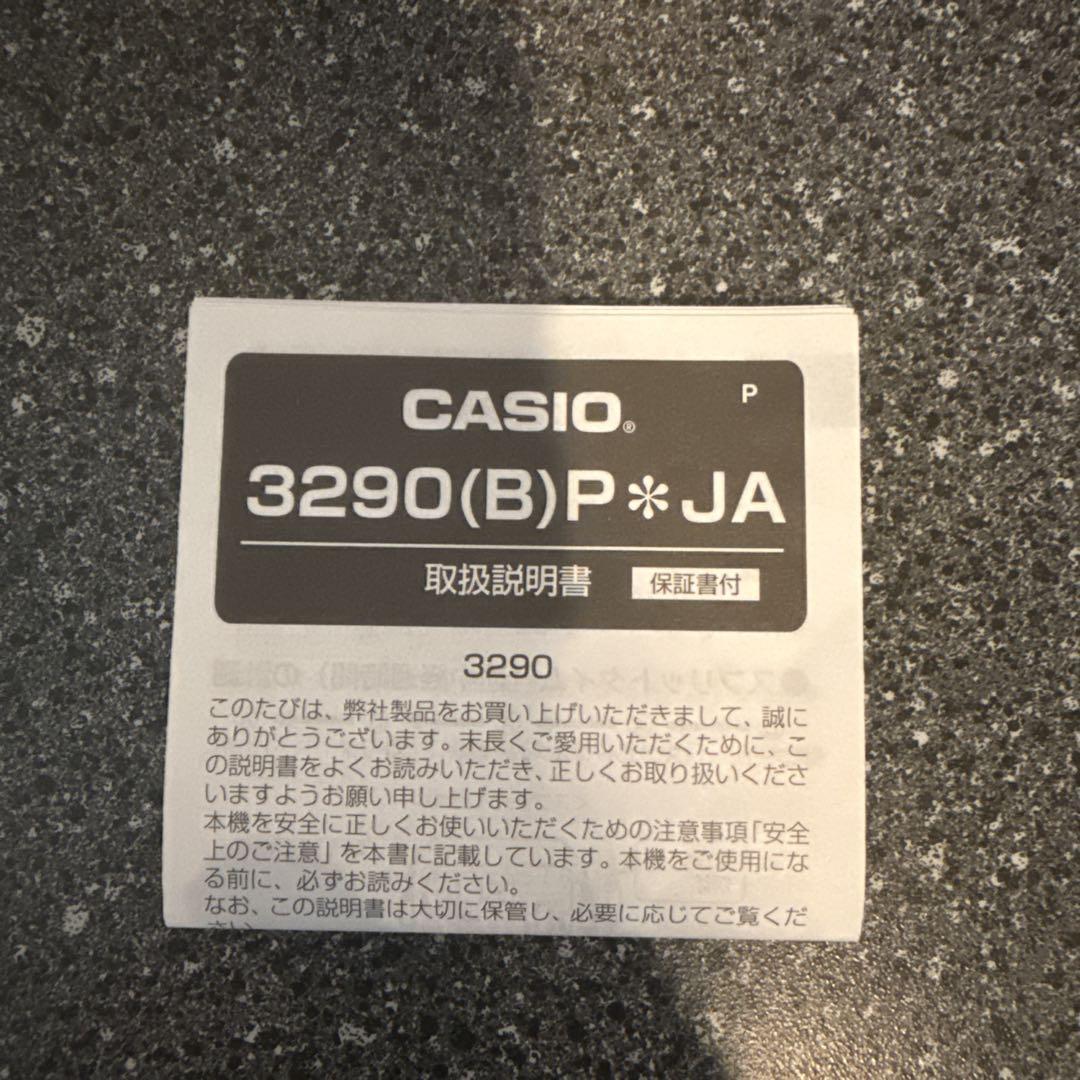 P
CASIO®
3290(B)P✻JA
取扱説明書 保証書付
3290
このたびは、弊社製品をお買い上げいただきまして、誠に
ありがとうございます。末長くご愛用いただくために、こ
の説明書をよくお読みいただき、正しくお取り扱いくださ
いますようお願い申し上げます。
本機を安全に正しくお使いいただくための注意事項「安全
上のご注意」を本書に記載しています。本機をご使用にな
る前に、必ずお読みください。
なお、この説明書は大切に保管し、必要に応じてご覧くだ
さい。